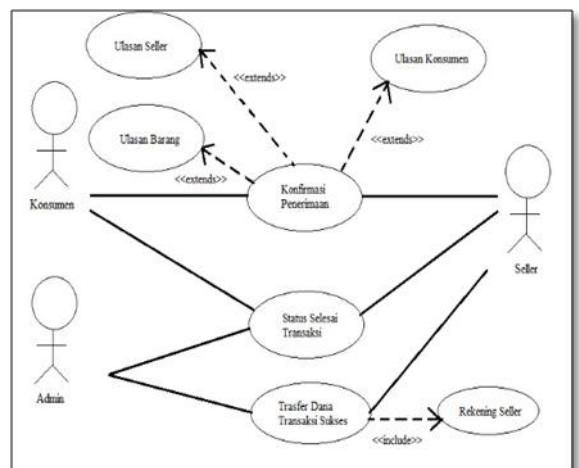 Ulasan Seller
<<extends>>
Ulasan Konsumen
Ulasan Barang
<<extends>>
<<extends>>
Konfirmasi
Penerimaan
Konsumen
Seller
Status Selesai
Transaksi
Admin
Trasfer Dana
Transaksi Sukses
Rekening Seller
<<include>>